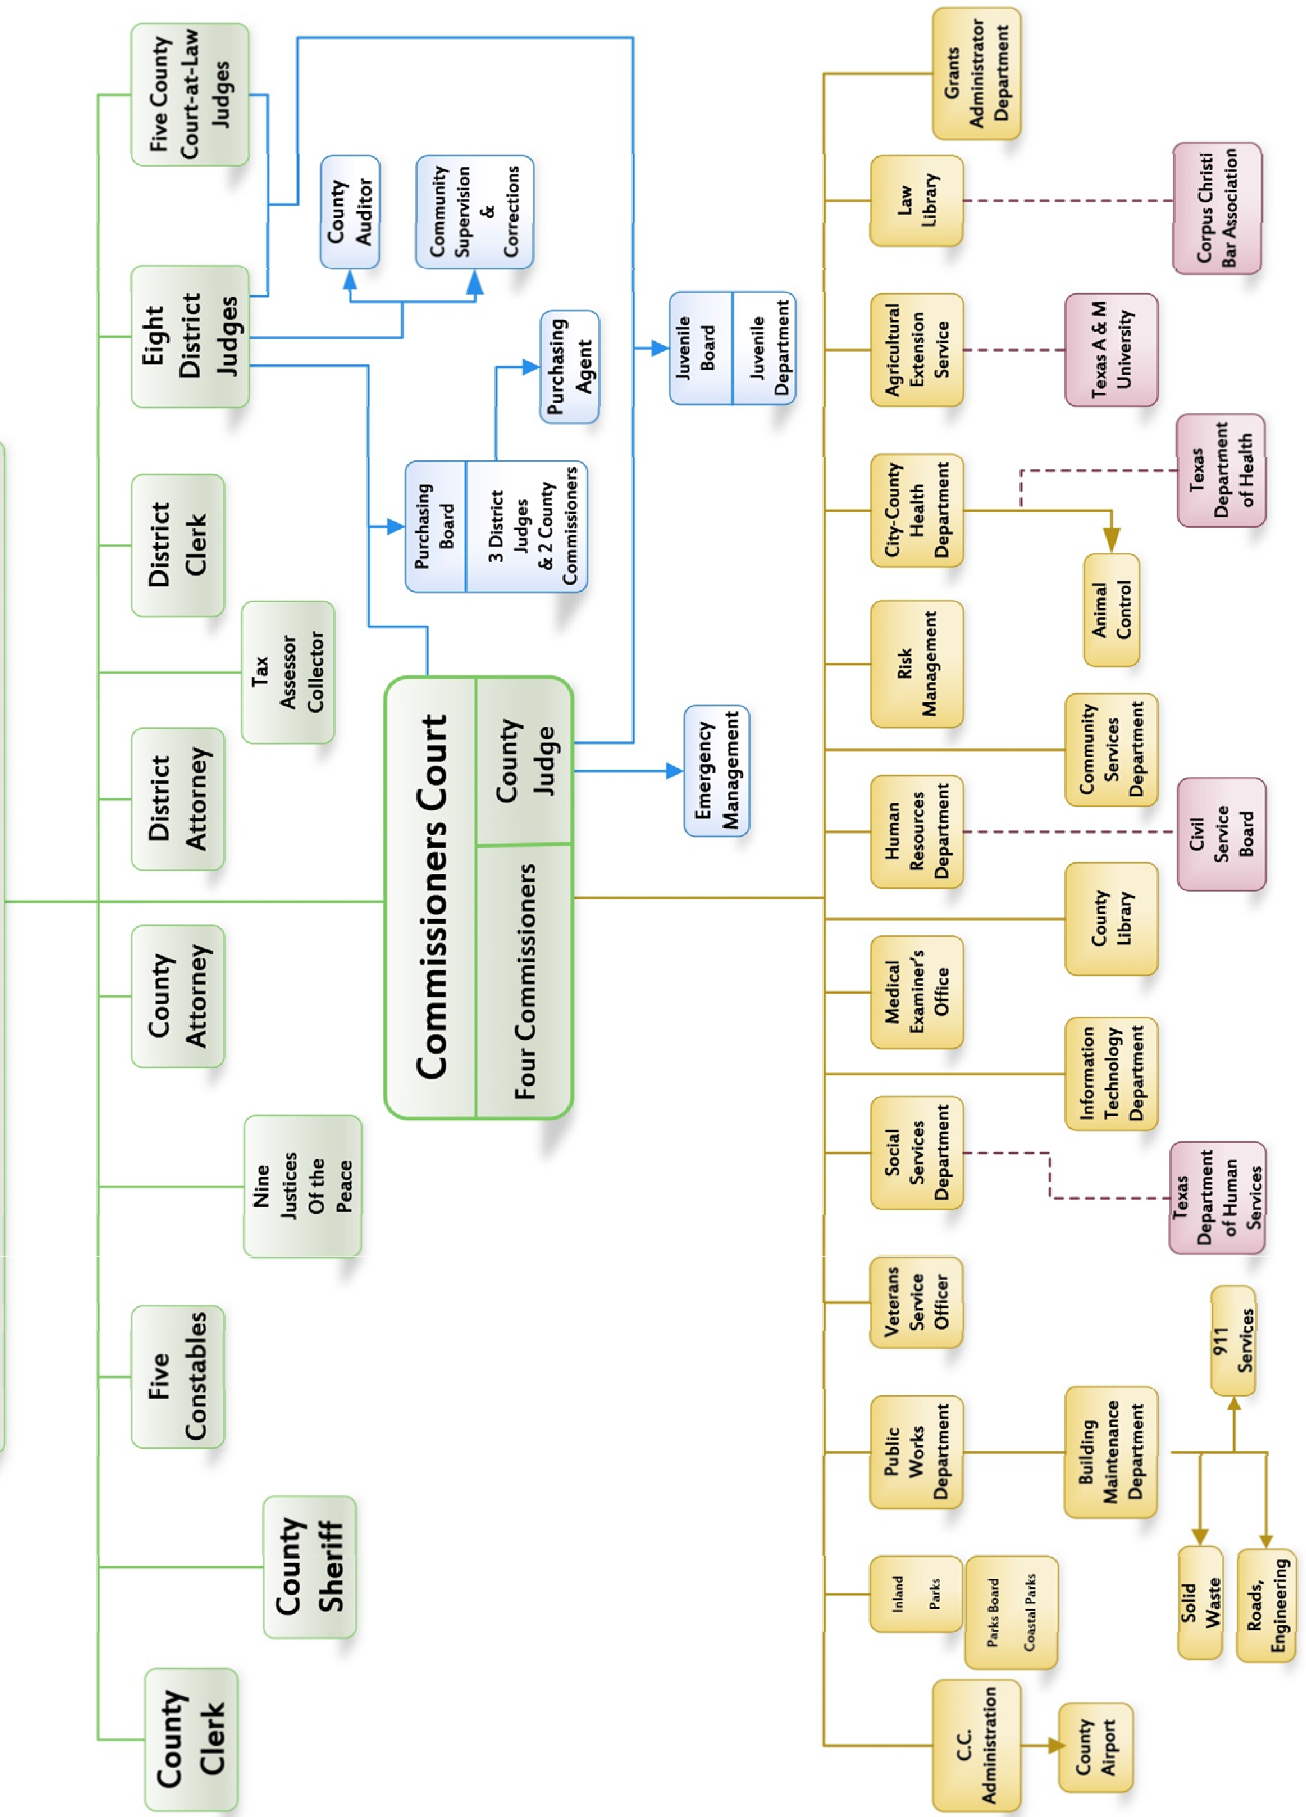 County
Clerk
County
Sheriff
Five
Constables
Nine
Justices
Of the
Peace
County
Attorney
District
Attorney
Tax
Assessor
Collector
District
Clerk
Eight
District
Judges
Five County
Court-at-Law
Judges
Commissioners Court
Four Commissioners
County
Judge
Purchasing
Board
3 District
Judges
& 2 County
Commissioners
Purchasing
Agent
County
Auditor
Community
Supervision
&
Corrections
Emergency
Management
Juvenile
Board
Juvenile
Department
C.C.
Administration
County
Airport
Inland
Parks
Parks Board
Coastal Parks
Public
Works
Department
Building
Maintenance
Department
Solid
Waste
Roads,
Engineering
911
Services
Veterans
Service
Officer
Social
Services
Department
Texas
Department
of Human
Services
Information
Technology
Department
Medical
Examiner's
Office
County
Library
Human
Resources
Department
Civil
Service
Board
Community
Services
Department
Risk
Management
City-County
Health
Department
Animal
Control
Texas
Department
of Health
Agricultural
Extension
Service
Texas A & M
University
Law
Library
Corpus Christi
Bar Association
Grants
Administrator
Department